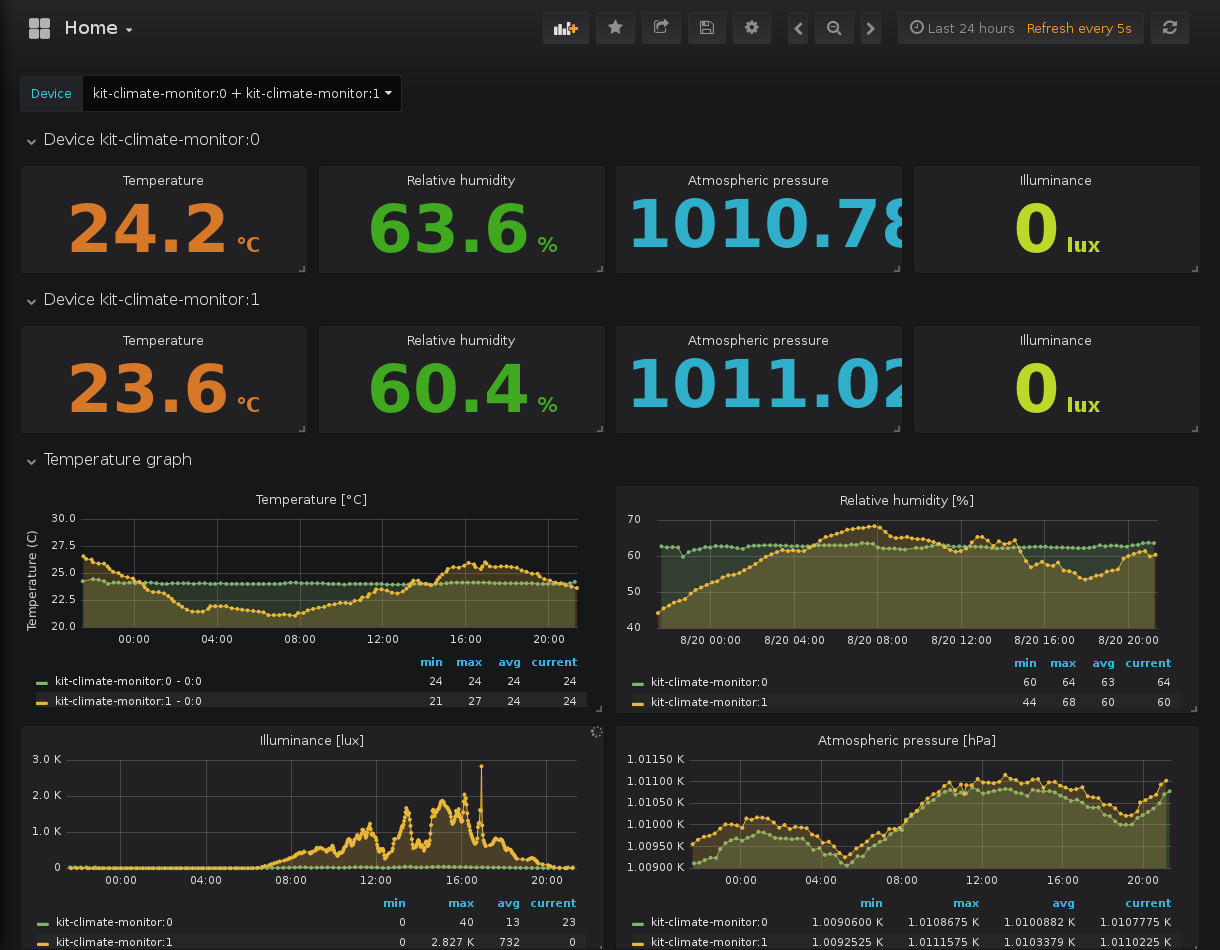 Home
Last 24 hours Refresh every 5s
Device kit-climate-monitor:0 + kit-climate-monitor:1
Device kit-climate-monitor:0
Temperature Relative humidity Atmospheric pressure Illuminance
24.2 °C 63.6 % 1010.78 0 lux
Device kit-climate-monitor:1
Temperature Relative humidity Atmospheric pressure Illuminance
23.6 °C 60.4 % 1011.02 0 lux
Temperature graph
Temperature [°C]
Temperature (C)
30.0
27.5
25.0
22.5
20.0
00:00 04:00 08:00 12:00 16:00 20:00
min max avg current
kit-climate-monitor:0 - 0:0 24 24 24 24
kit-climate-monitor:1 - 0:0 21 27 24 24
Relative humidity [%]
70
60
50
40
8/20 00:00 8/20 04:00 8/20 08:00 8/20 12:00 8/20 16:00 8/20 20:00
min max avg current
kit-climate-monitor:0 60 64 63 64
kit-climate-monitor:1 44 68 60 60
Illuminance [lux]
3.0 K
2.0 K
1.0 K
0
00:00 04:00 08:00 12:00 16:00 20:00
min max avg current
kit-climate-monitor:0 0 40 13 23
kit-climate-monitor:1 0 2.827 K 732 0
Atmospheric pressure [hPa]
1.01150 K
1.01100 K
1.01050 K
1.01000 K
1.00950 K
1.00900 K
00:00 04:00 08:00 12:00 16:00 20:00
min max avg current
kit-climate-monitor:0 1.0090600 K 1.0108675 K 1.0100882 K 1.0107775 K
kit-climate-monitor:1 1.0092525 K 1.0111575 K 1.0103379 K 1.0110225 K